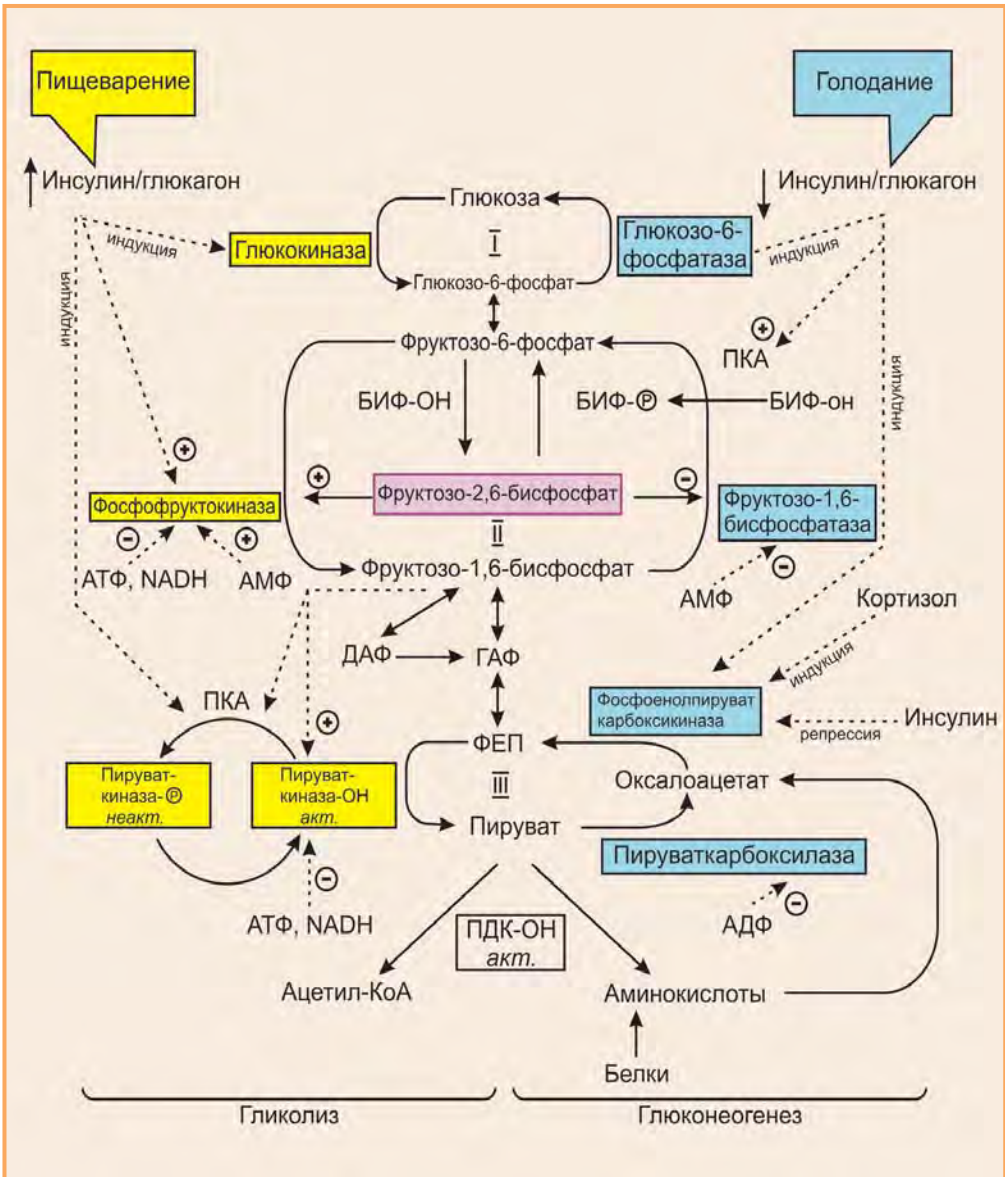 Пищеварение
Голодание
Инсулин/глюкагон
Инсулин/глюкагон
Глюкоза
индукция
Глюкокиназа
I
Глюкозо-6-
фосфатаза
индукция
Глюкозо-6-фосфат
индукция
+
ПКА
Фруктозо-6-фосфат
БИФ-ОН
БИФ-Р
БИФ-он
индукция
+
+
Фруктозо-2,6-бисфосфат
−
Фосфофруктокиназа
Фруктозо-1,6-
бисфосфатаза
II
−
+
−
АТФ, NADH
АМФ
Фруктозо-1,6-бисфосфат
АМФ
Кортизол
ДАФ
ГАФ
индукция
ПКА
+
Фосфоенолпируват
карбоксикиназа
Инсулин
репрессия
ФЕП
Пируват-
киназа-Р
неакт.
Пируват-
киназа-ОН
акт.
III
Оксалоацетат
Пируват
Пируваткарбоксилаза
−
−
АТФ, NADH
АДФ
ПДК-ОН
акт.
Ацетил-КоА
Аминокислоты
Белки
Гликолиз
Глюконеогенез